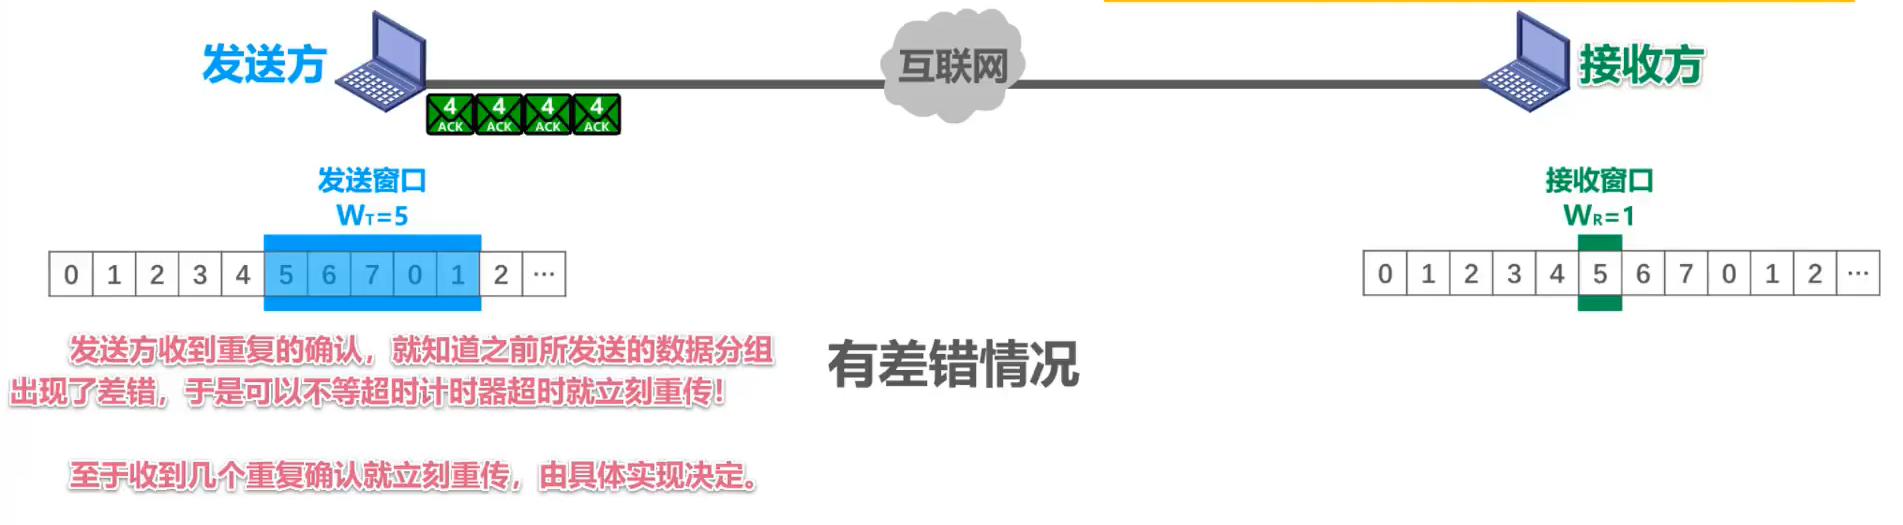 发送方
互联网
接收方
4 4 4 4
ACK ACK ACK ACK
发送窗口
WT=5
接收窗口
WR=1
0 1 2 3 4 5 6 7 0 1 2 ···
0 1 2 3 4 5 6 7 0 1 2 ···
发送方收到重复的确认，就知道之前所发送的数据分组
出现了差错，于是可以不等超时计时器超时就立刻重传！
有差错情况
至于收到几个重复确认就立刻重传，由具体实现决定。